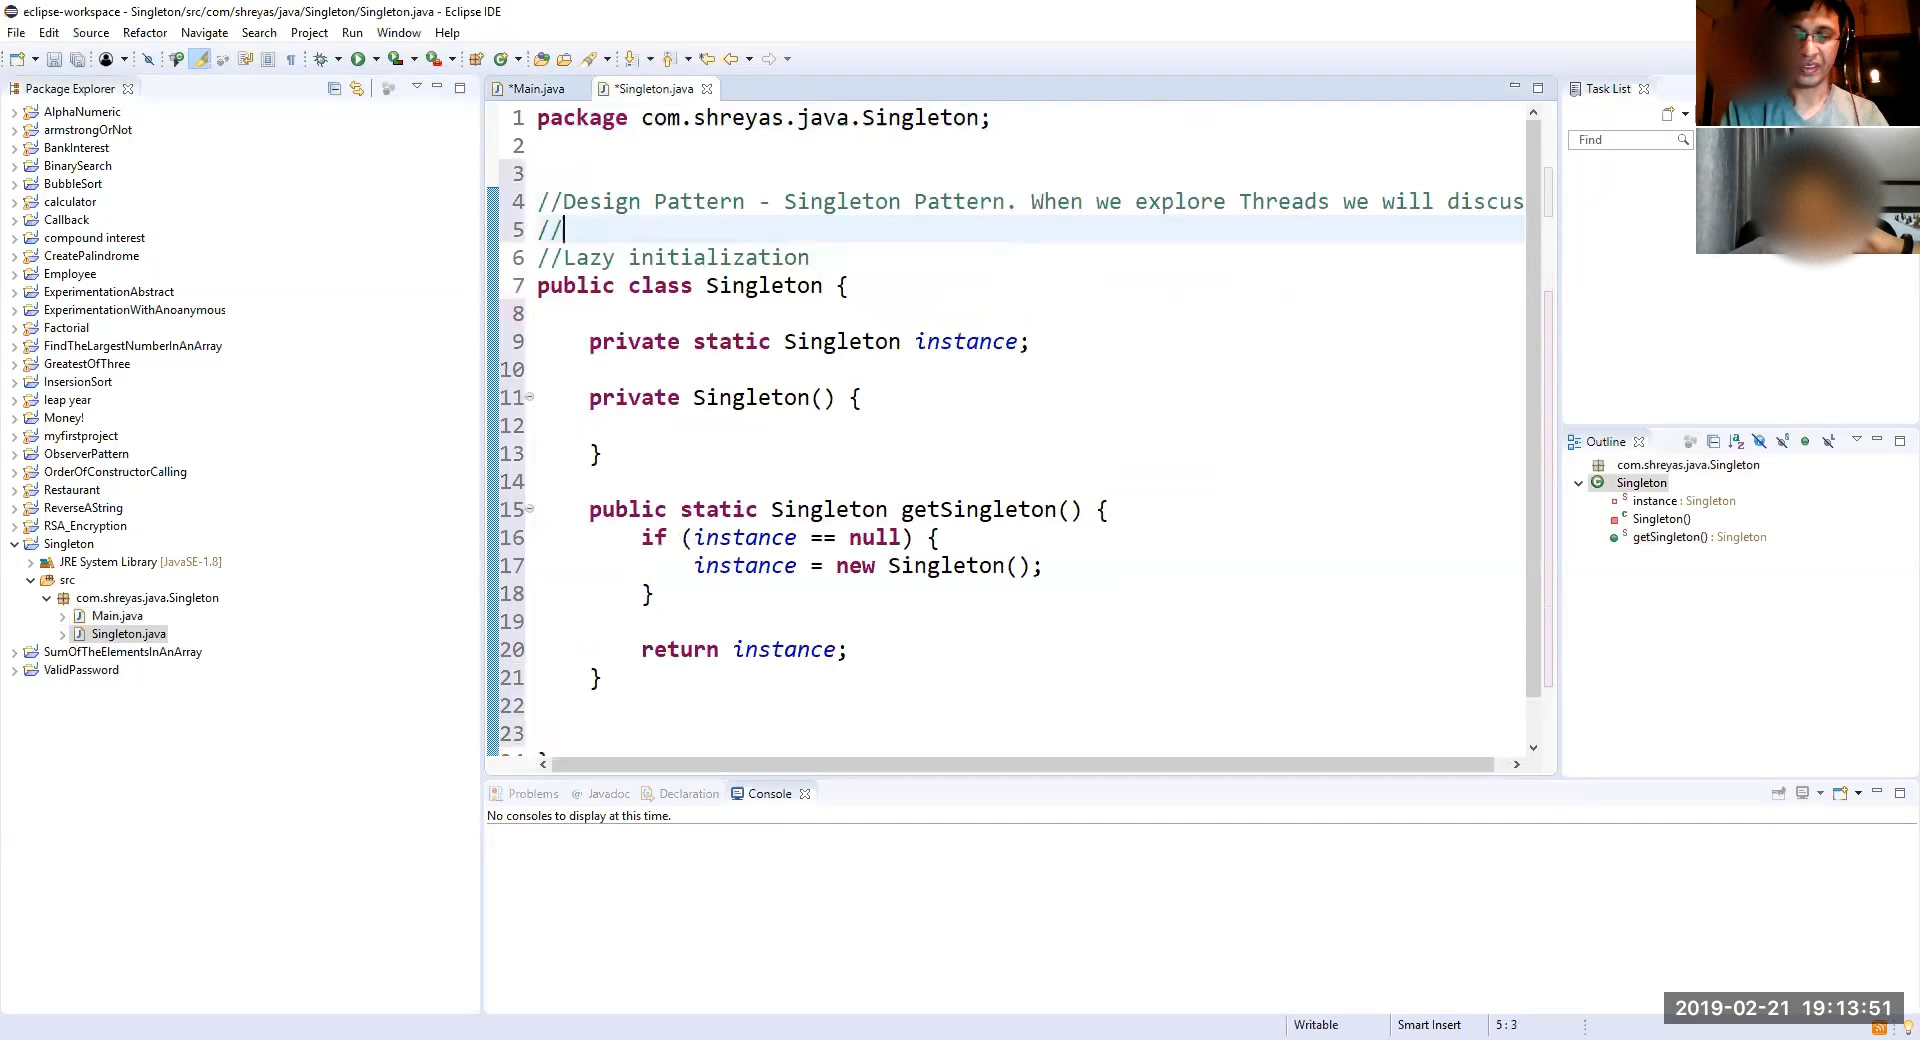 eclipse-workspace - Singleton/src/com/shreyas/java/Singleton/Singleton.java - Eclipse IDE
File Edit Source Refactor Navigate Search Project Run Window Help
Package Explorer
AlphaNumeric
armstrongOrNot
BankInterest
BinarySearch
BubbleSort
calculator
Callback
compound interest
CreatePalindrome
Employee
ExperimentationAbstract
ExperimentationWithAnoanymous
Factorial
FindTheLargestNumberInAnArray
GreatestOfThree
InsersionSort
leap year
Money!
myfirstproject
ObserverPattern
OrderOfConstructorCalling
Restaurant
ReverseAString
RSA_Encryption
Singleton
JRE System Library [JavaSE-1.8]
src
com.shreyas.java.Singleton
Main.java
Singleton.java
SumOfTheElementsInAnArray
ValidPassword
*Main.java *Singleton.java
1 package com.shreyas.java.Singleton;
2
3
4 //Design Pattern - Singleton Pattern. When we explore Threads we will discus
5 //
6 //Lazy initialization
7 public class Singleton {
8
9 private static Singleton instance;
10
11 private Singleton() {
12
13 }
14
15 public static Singleton getSingleton() {
16 if (instance == null) {
17 instance = new Singleton();
18 }
19
20 return instance;
21 }
22
23
Problems Javadoc Declaration Console
No consoles to display at this time.
Task List
Find
Outline
com.shreyas.java.Singleton
Singleton
instance : Singleton
Singleton()
getSingleton() : Singleton
2019-02-21 19:13:51
Writable Smart Insert 5 : 3